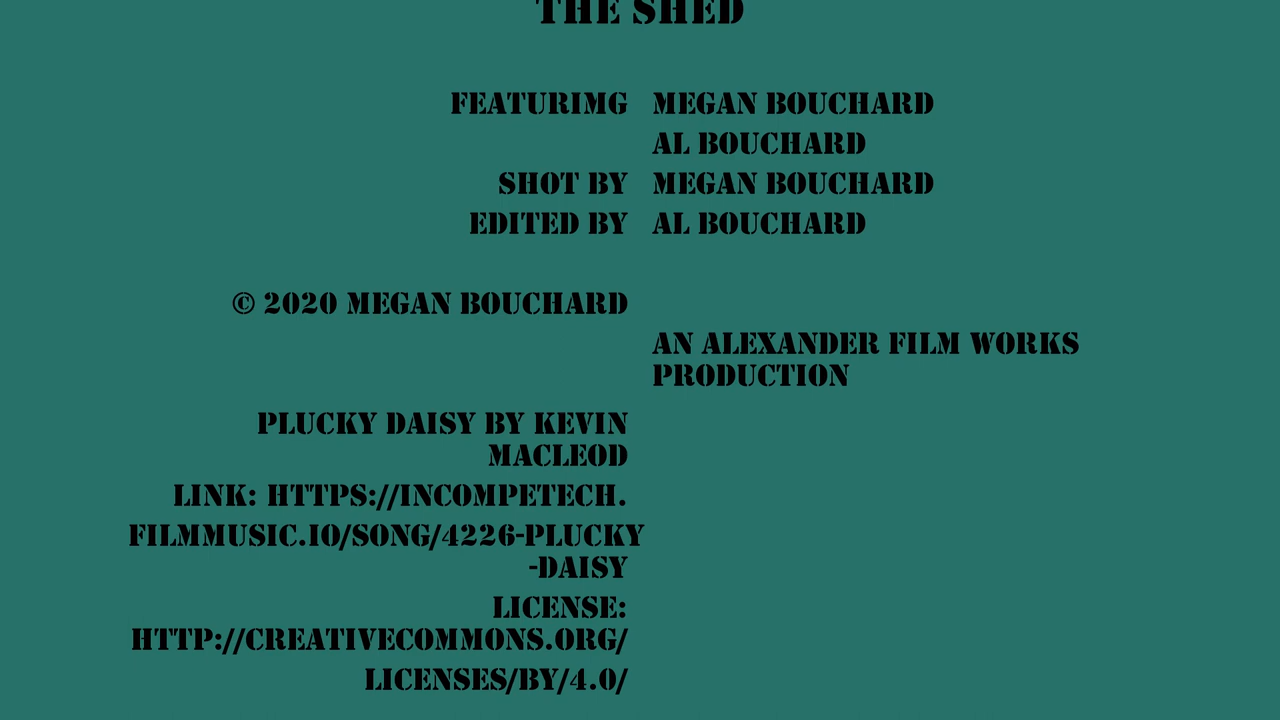 THE SHED
FEATURIMG MEGAN BOUCHARD
AL BOUCHARD
SHOT BY MEGAN BOUCHARD
EDITED BY AL BOUCHARD
© 2020 MEGAN BOUCHARD
AN ALEXANDER FILM WORKS
PRODUCTION
PLUCKY DAISY BY KEVIN
MACLEOD
LINK: HTTPS://INCOMPETECH.
FILMMUSIC.IO/SONG/4226-PLUCKY
-DAISY
LICENSE:
HTTP://CREATIVECOMMONS.ORG/
LICENSES/BY/4.0/